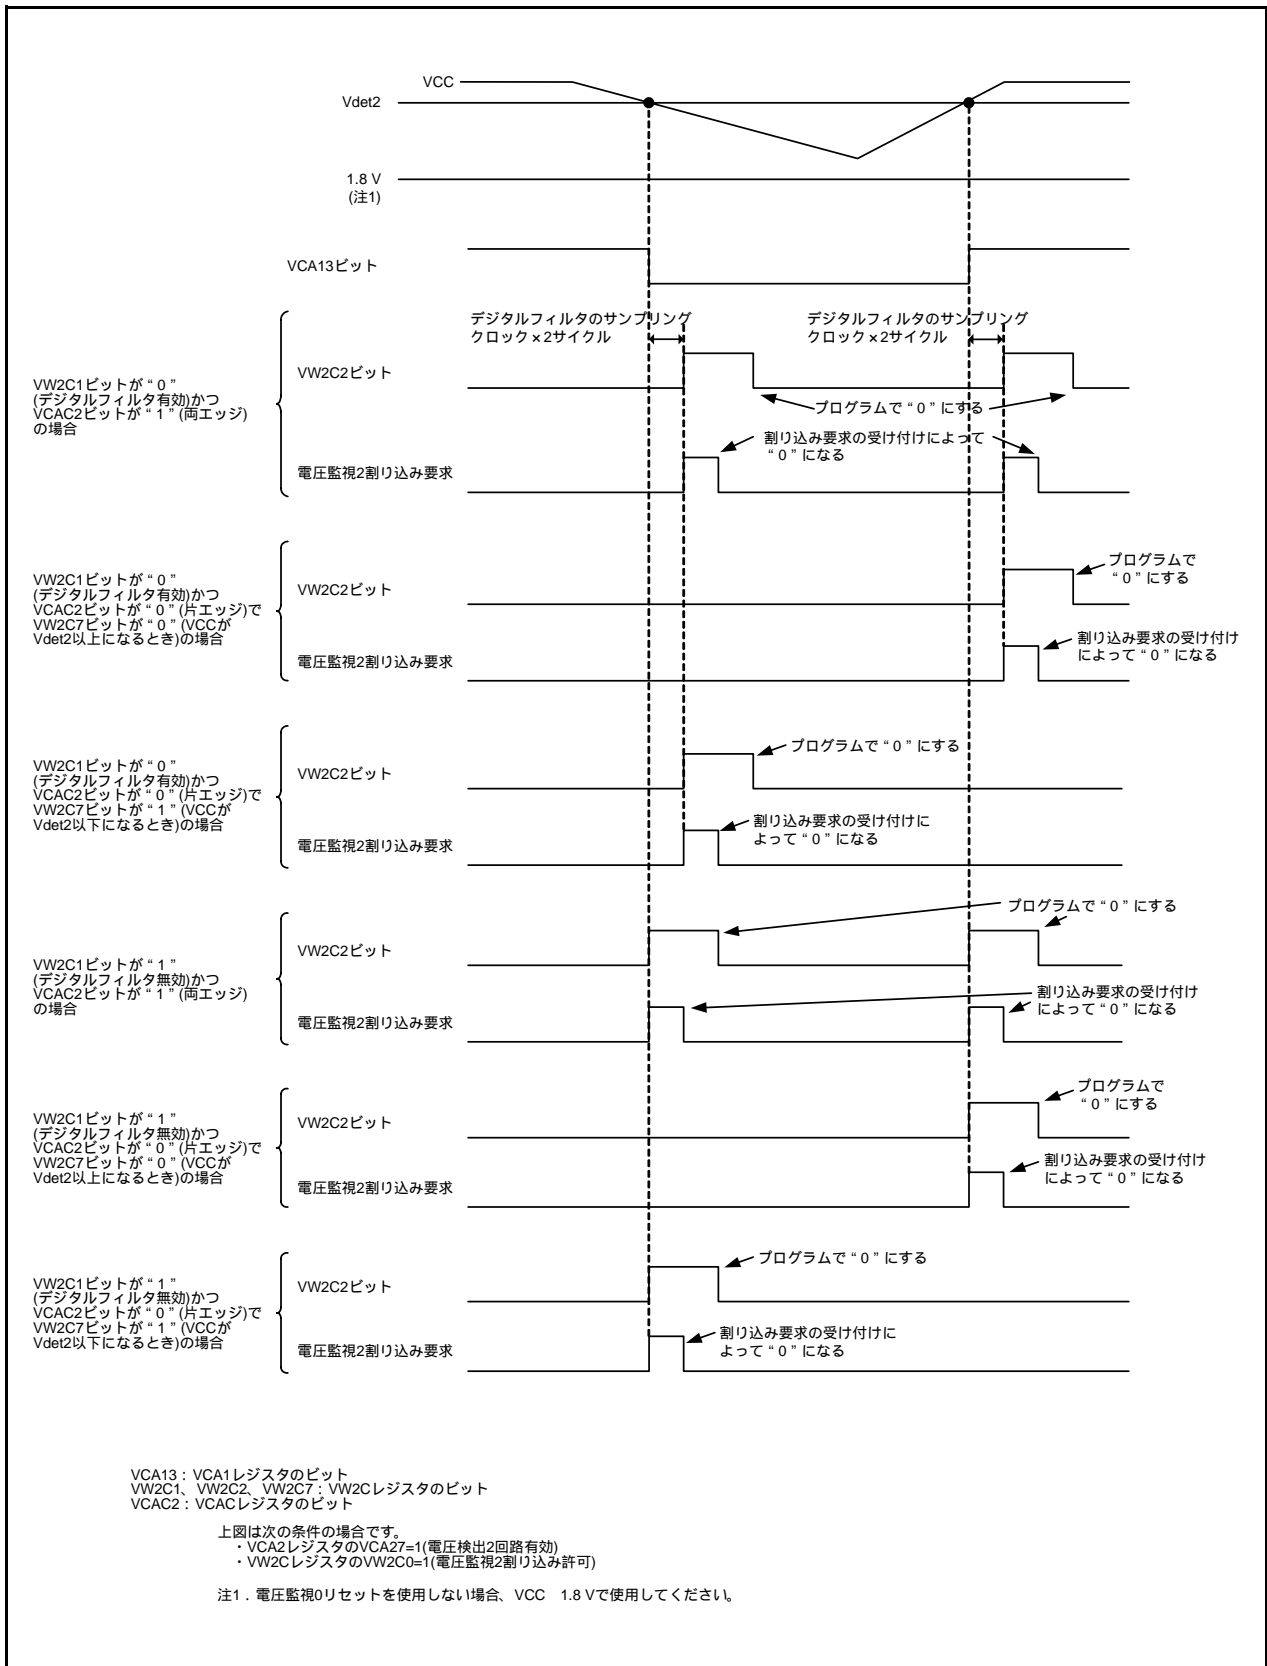 VCC
Vdet2
1.8 V
(注1)
VCA13ビット
デジタルフィルタのサンプリング
クロック×2サイクル
デジタルフィルタのサンプリング
クロック×2サイクル
VW2C1ビットが“0”
(デジタルフィルタ有効)かつ
VCAC2ビットが“1”(両エッジ)
の場合
VW2C2ビット
プログラムで“0”にする
割り込み要求の受け付けによって
“0”になる
電圧監視2割り込み要求
VW2C1ビットが“0”
(デジタルフィルタ有効)かつ
VCAC2ビットが“0”(片エッジ)で
VW2C7ビットが“0”(VCCが
Vdet2以上になるとき)の場合
VW2C2ビット
プログラムで
“0”にする
電圧監視2割り込み要求
割り込み要求の受け付け
によって“0”になる
VW2C1ビットが“0”
(デジタルフィルタ有効)かつ
VCAC2ビットが“0”(片エッジ)で
VW2C7ビットが“1”(VCCが
Vdet2以下になるとき)の場合
VW2C2ビット
プログラムで“0”にする
電圧監視2割り込み要求
割り込み要求の受け付けに
よって“0”になる
VW2C1ビットが“1”
(デジタルフィルタ無効)かつ
VCAC2ビットが“1”(両エッジ)
の場合
VW2C2ビット
プログラムで“0”にする
電圧監視2割り込み要求
割り込み要求の受け付け
によって“0”になる
VW2C1ビットが“1”
(デジタルフィルタ無効)かつ
VCAC2ビットが“0”(片エッジ)で
VW2C7ビットが“0”(VCCが
Vdet2以上になるとき)の場合
VW2C2ビット
プログラムで
“0”にする
電圧監視2割り込み要求
割り込み要求の受け付け
によって“0”になる
VW2C1ビットが“1”
(デジタルフィルタ無効)かつ
VCAC2ビットが“0”(片エッジ)で
VW2C7ビットが“1”(VCCが
Vdet2以下になるとき)の場合
VW2C2ビット
プログラムで“0”にする
電圧監視2割り込み要求
割り込み要求の受け付けに
よって“0”になる
VCA13:VCA1レジスタのビット
VW2C1、VW2C2、VW2C7:VW2Cレジスタのビット
VCAC2:VCACレジスタのビット
上図は次の条件の場合です。
・VCA2レジスタのVCA27=1(電圧検出2回路有効)
・VW2CレジスタのVW2C0=1(電圧監視2割り込み許可)
注1.電圧監視0リセットを使用しない場合、VCC 1.8 Vで使用してください。